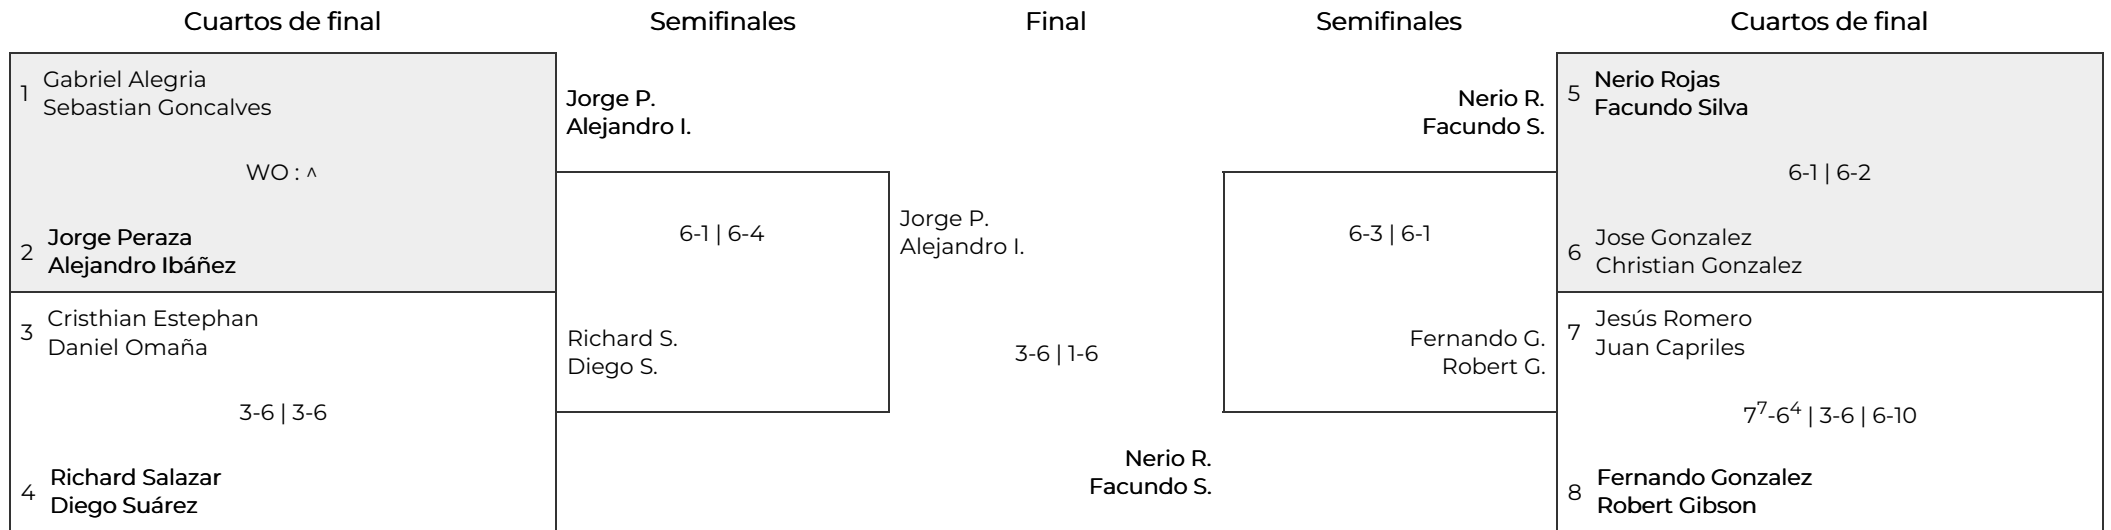 Cuartos de final
Semifinales
Final
Semifinales
Cuartos de final
1
Gabriel Alegria
Sebastian Goncalves
WO : ^
2
Jorge Peraza
Alejandro Ibáñez
3
Cristhian Estephan
Daniel Omaña
3-6 | 3-6
4
Richard Salazar
Diego Suárez
Jorge P.
Alejandro I.
6-1 | 6-4
Richard S.
Diego S.
Jorge P.
Alejandro I.
3-6 | 1-6
Nerio R.
Facundo S.
Nerio R.
Facundo S.
6-3 | 6-1
Fernando G.
Robert G.
5
Nerio Rojas
Facundo Silva
6-1 | 6-2
6
Jose Gonzalez
Christian Gonzalez
7
Jesús Romero
Juan Capriles
7⁷-6⁴ | 3-6 | 6-10
8
Fernando Gonzalez
Robert Gibson